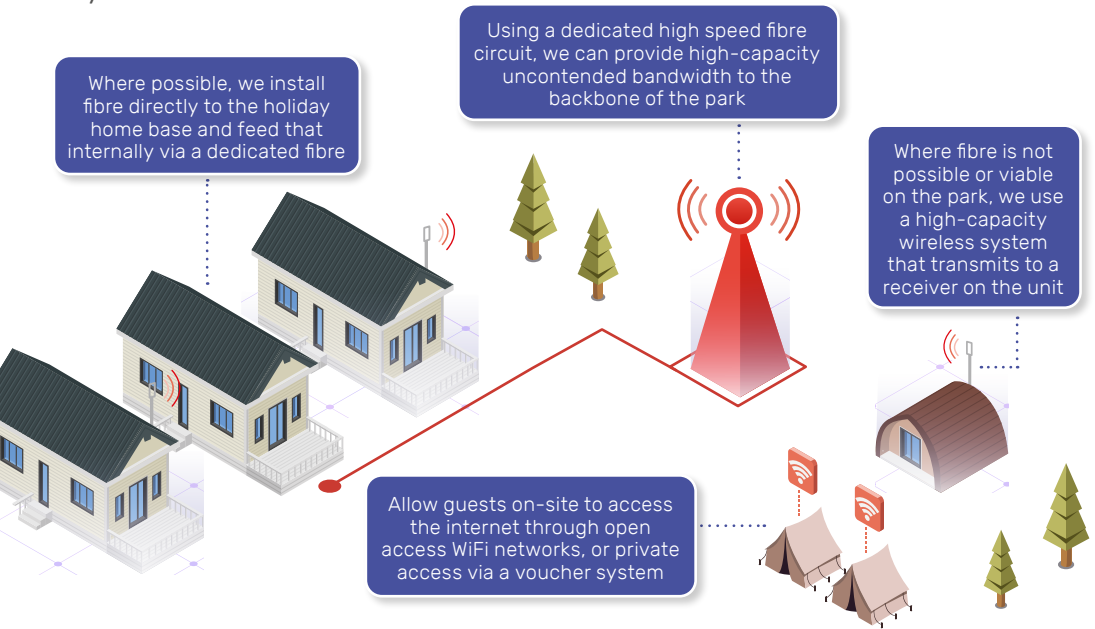 Using a dedicated high speed fibre
circuit, we can provide high-capacity
uncontended bandwidth to the
backbone of the park
Where possible, we install
fibre directly to the holiday
home base and feed that
internally via a dedicated fibre
Where fibre is not
possible or viable
on the park, we use
a high-capacity
wireless system
that transmits to a
receiver on the unit
Allow guests on-site to access
the internet through open
access WiFi networks, or private
access via a voucher system